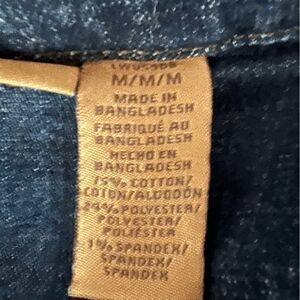 M/M/M
MADE IN
BANGLADESH
FABRIQUÉ AU
BANGLADESH
HECHO EN
BANGLADESH
75% COTTON/
COTON/ALGODÓN
24% POLYESTER/
POLYESTER/
POLIÉSTER
1% SPANDEX/
SPANDEX/
SPANDEX